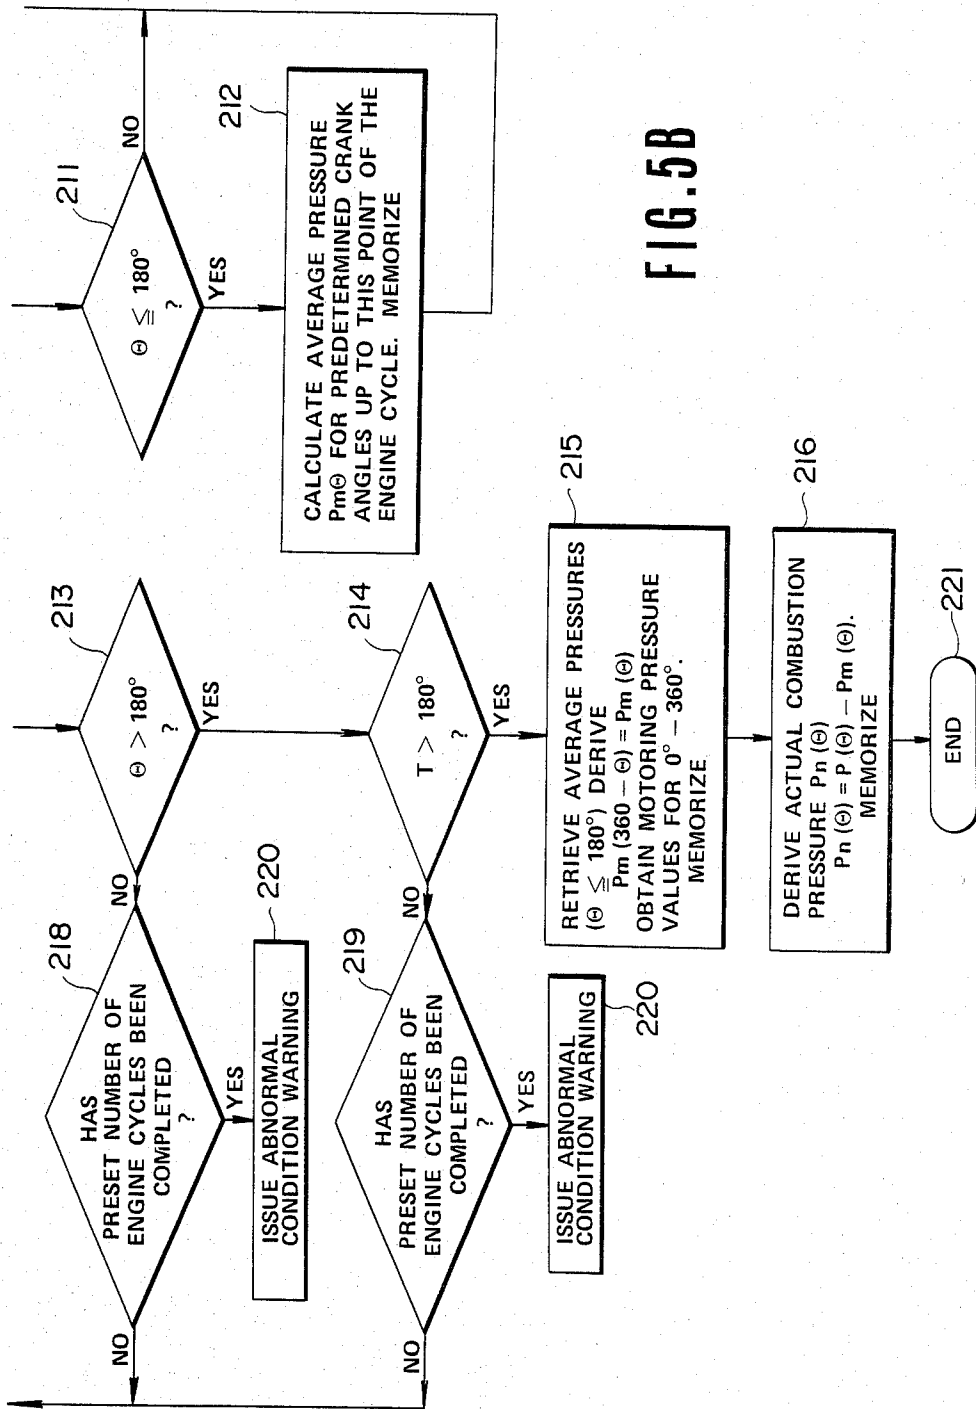 211
Θ ≦ 180°
?
NO
YES
212
CALCULATE AVERAGE PRESSURE
PmΘ FOR PREDETERMINED CRANK
ANGLES UP TO THIS POINT OF THE
ENGINE CYCLE. MEMORIZE
213
Θ > 180°
?
NO
YES
214
T > 180°
?
NO
YES
215
RETRIEVE AVERAGE PRESSURES
(Θ ≦ 180°) DERIVE
Pm (360 – Θ) = Pm (Θ)
OBTAIN MOTORING PRESSURE
VALUES FOR 0° – 360°.
MEMORIZE
216
DERIVE ACTUAL COMBUSTION
PRESSURE Pn (Θ)
Pn (Θ) = P (Θ) – Pm (Θ).
MEMORIZE
221
END
218
HAS
PRESET NUMBER OF
ENGINE CYCLES BEEN
COMPLETED
?
NO
YES
220
ISSUE ABNORMAL
CONDITION WARNING
219
HAS
PRESET NUMBER OF
ENGINE CYCLES BEEN
COMPLETED
?
NO
YES
220
ISSUE ABNORMAL
CONDITION WARNING
FIG.5B